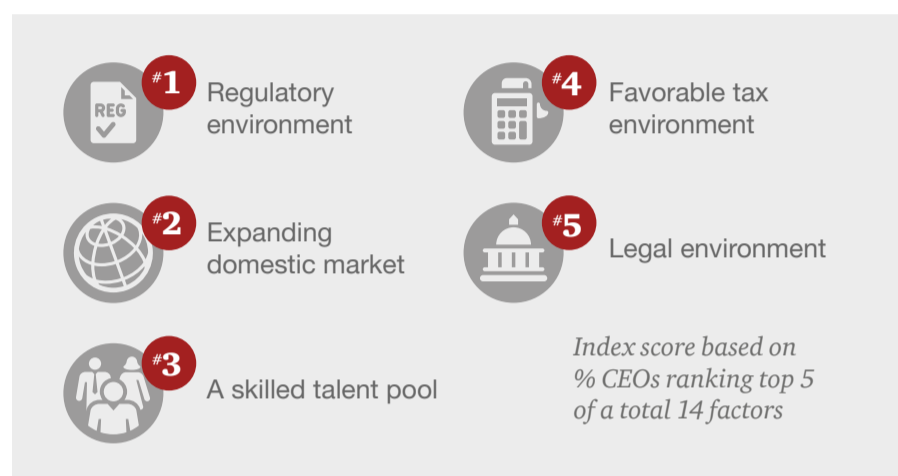 #1
REG
Regulatory
environment
#2
Expanding
domestic market
#3
A skilled talent pool
#4
Favorable tax
environment
#5
Legal environment
Index score based on
% CEOs ranking top 5
of a total 14 factors